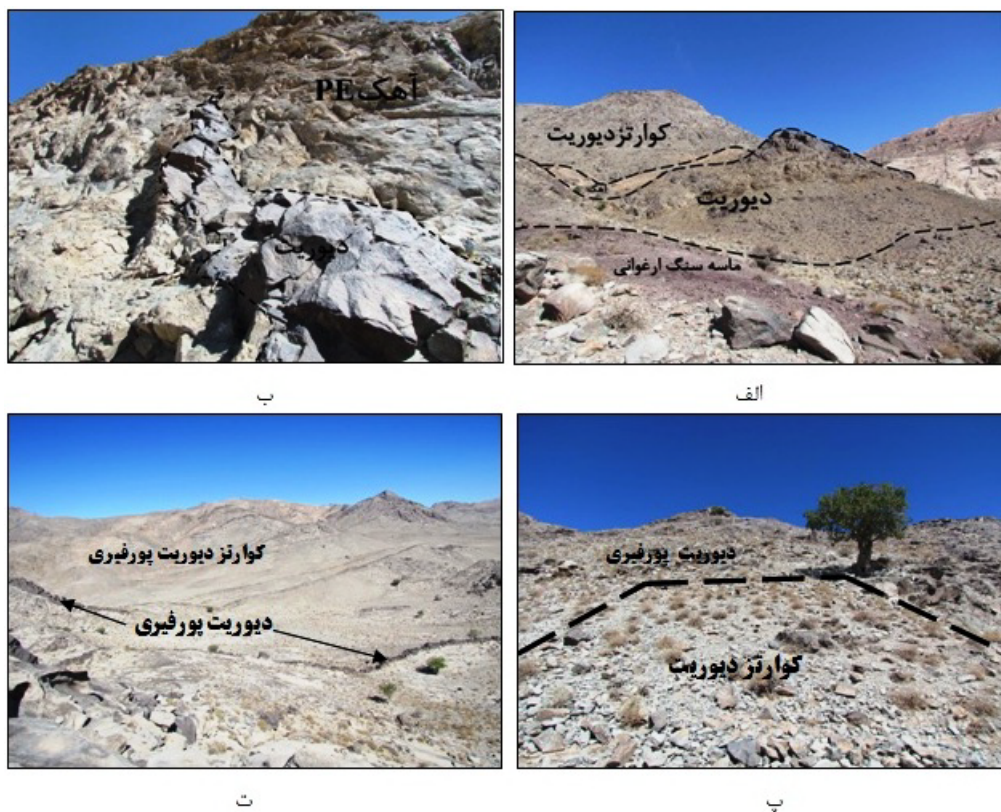 کوارتزدیوریت
دیوریت
ماسه سنگ ارغوانی
الف
آهک PE
دیوریت
ب
دیوریت پورفیری
کوارتز دیوریت
پ
کوارتز دیوریت پورفیری
دیوریت پورفیری
ت